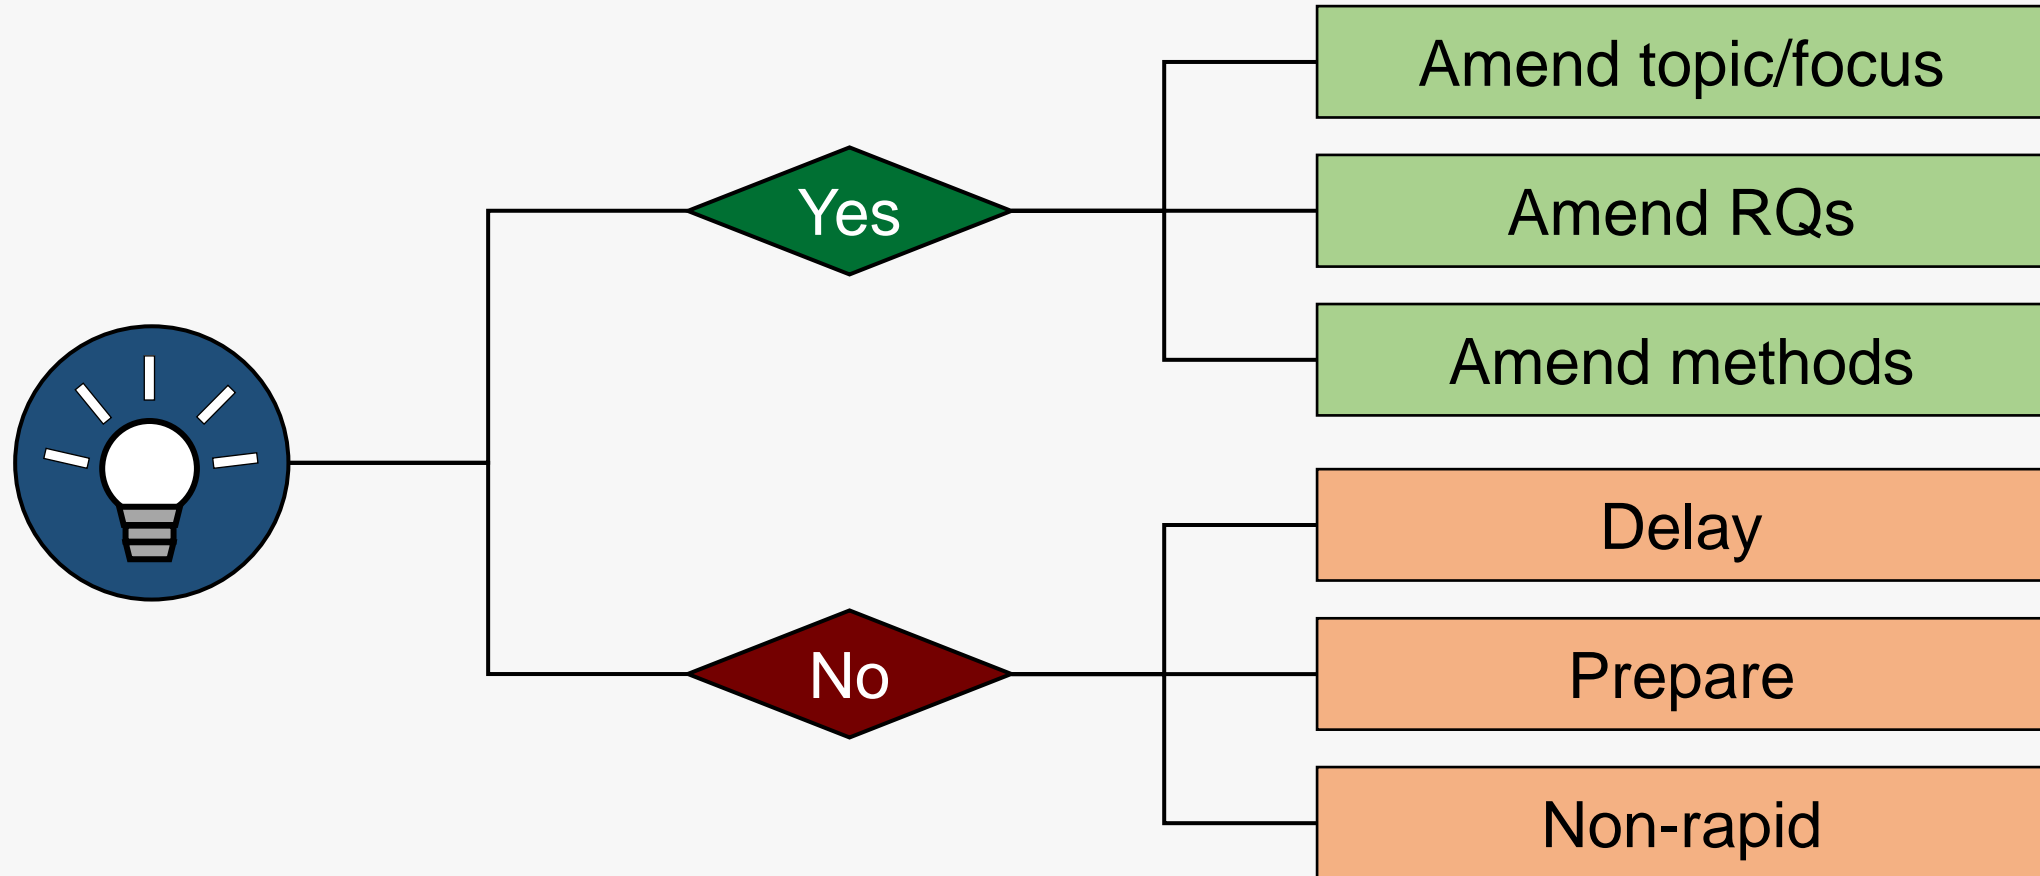 Amend topic/focus
Yes
Amend RQs
Amend methods
Delay
No
Prepare
Non-rapid